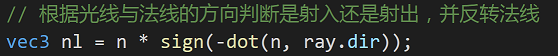 // 根据光线与法线的方向判断是射入还是射出，并反转法线
vec3 nl = n * sign(-dot(n, ray.dir));